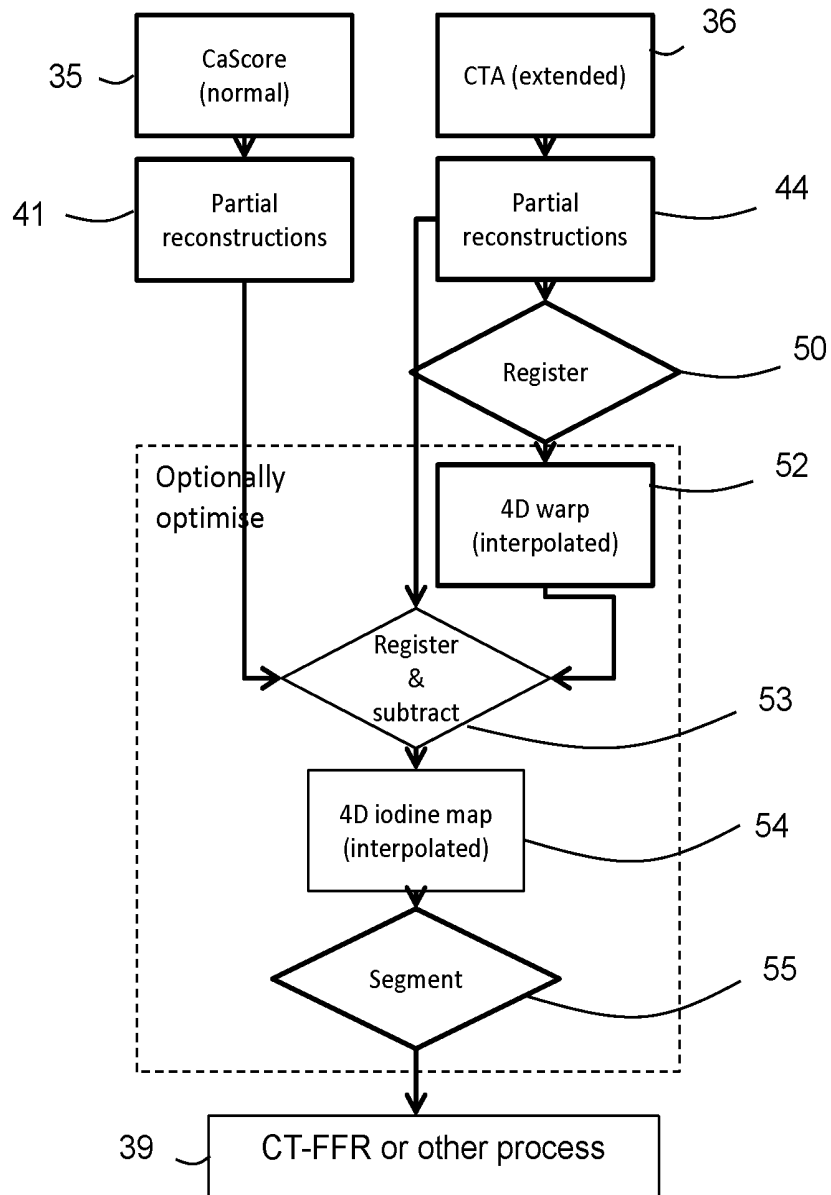 35
CaScore
(normal)
CTA (extended)
36
41
Partial
reconstructions
Partial
reconstructions
44
Register
50
Optionally
optimise
4D warp
(interpolated)
52
Register
&
subtract
53
4D iodine map
(interpolated)
54
Segment
55
39
CT-FFR or other process